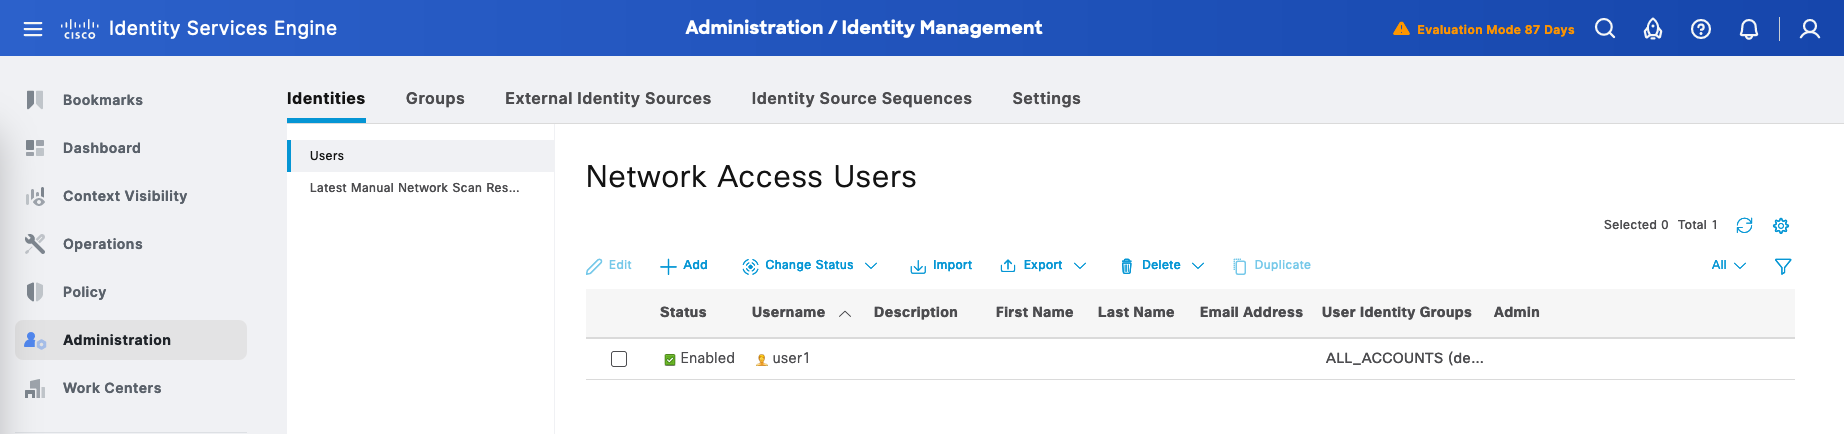 CISCO Identity Services Engine
Administration / Identity Management
Evaluation Mode 87 Days
Bookmarks
Dashboard
Context Visibility
Operations
Policy
Administration
Work Centers
Identities Groups External Identity Sources Identity Source Sequences Settings
Users
Latest Manual Network Scan Res...
Network Access Users
Selected 0 Total 1
Edit Add Change Status Import Export Delete Duplicate All
Status Username Description First Name Last Name Email Address User Identity Groups Admin
Enabled user1 ALL_ACCOUNTS (de...